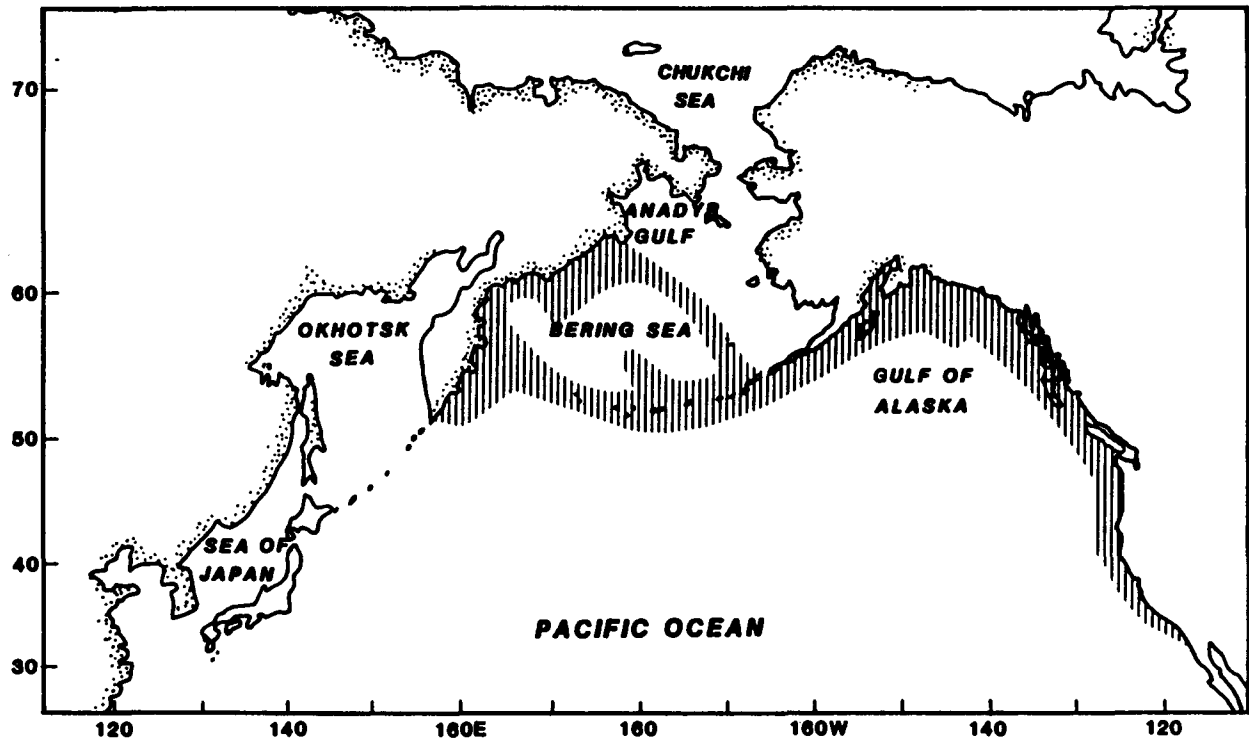 70
CHUKCHI
SEA
ANADYR
GULF
60
OKHOTSK
SEA
BERING SEA
GULF OF
ALASKA
50
40
SEA OF
JAPAN
PACIFIC OCEAN
30
120 140 160E 160 160W 140 120